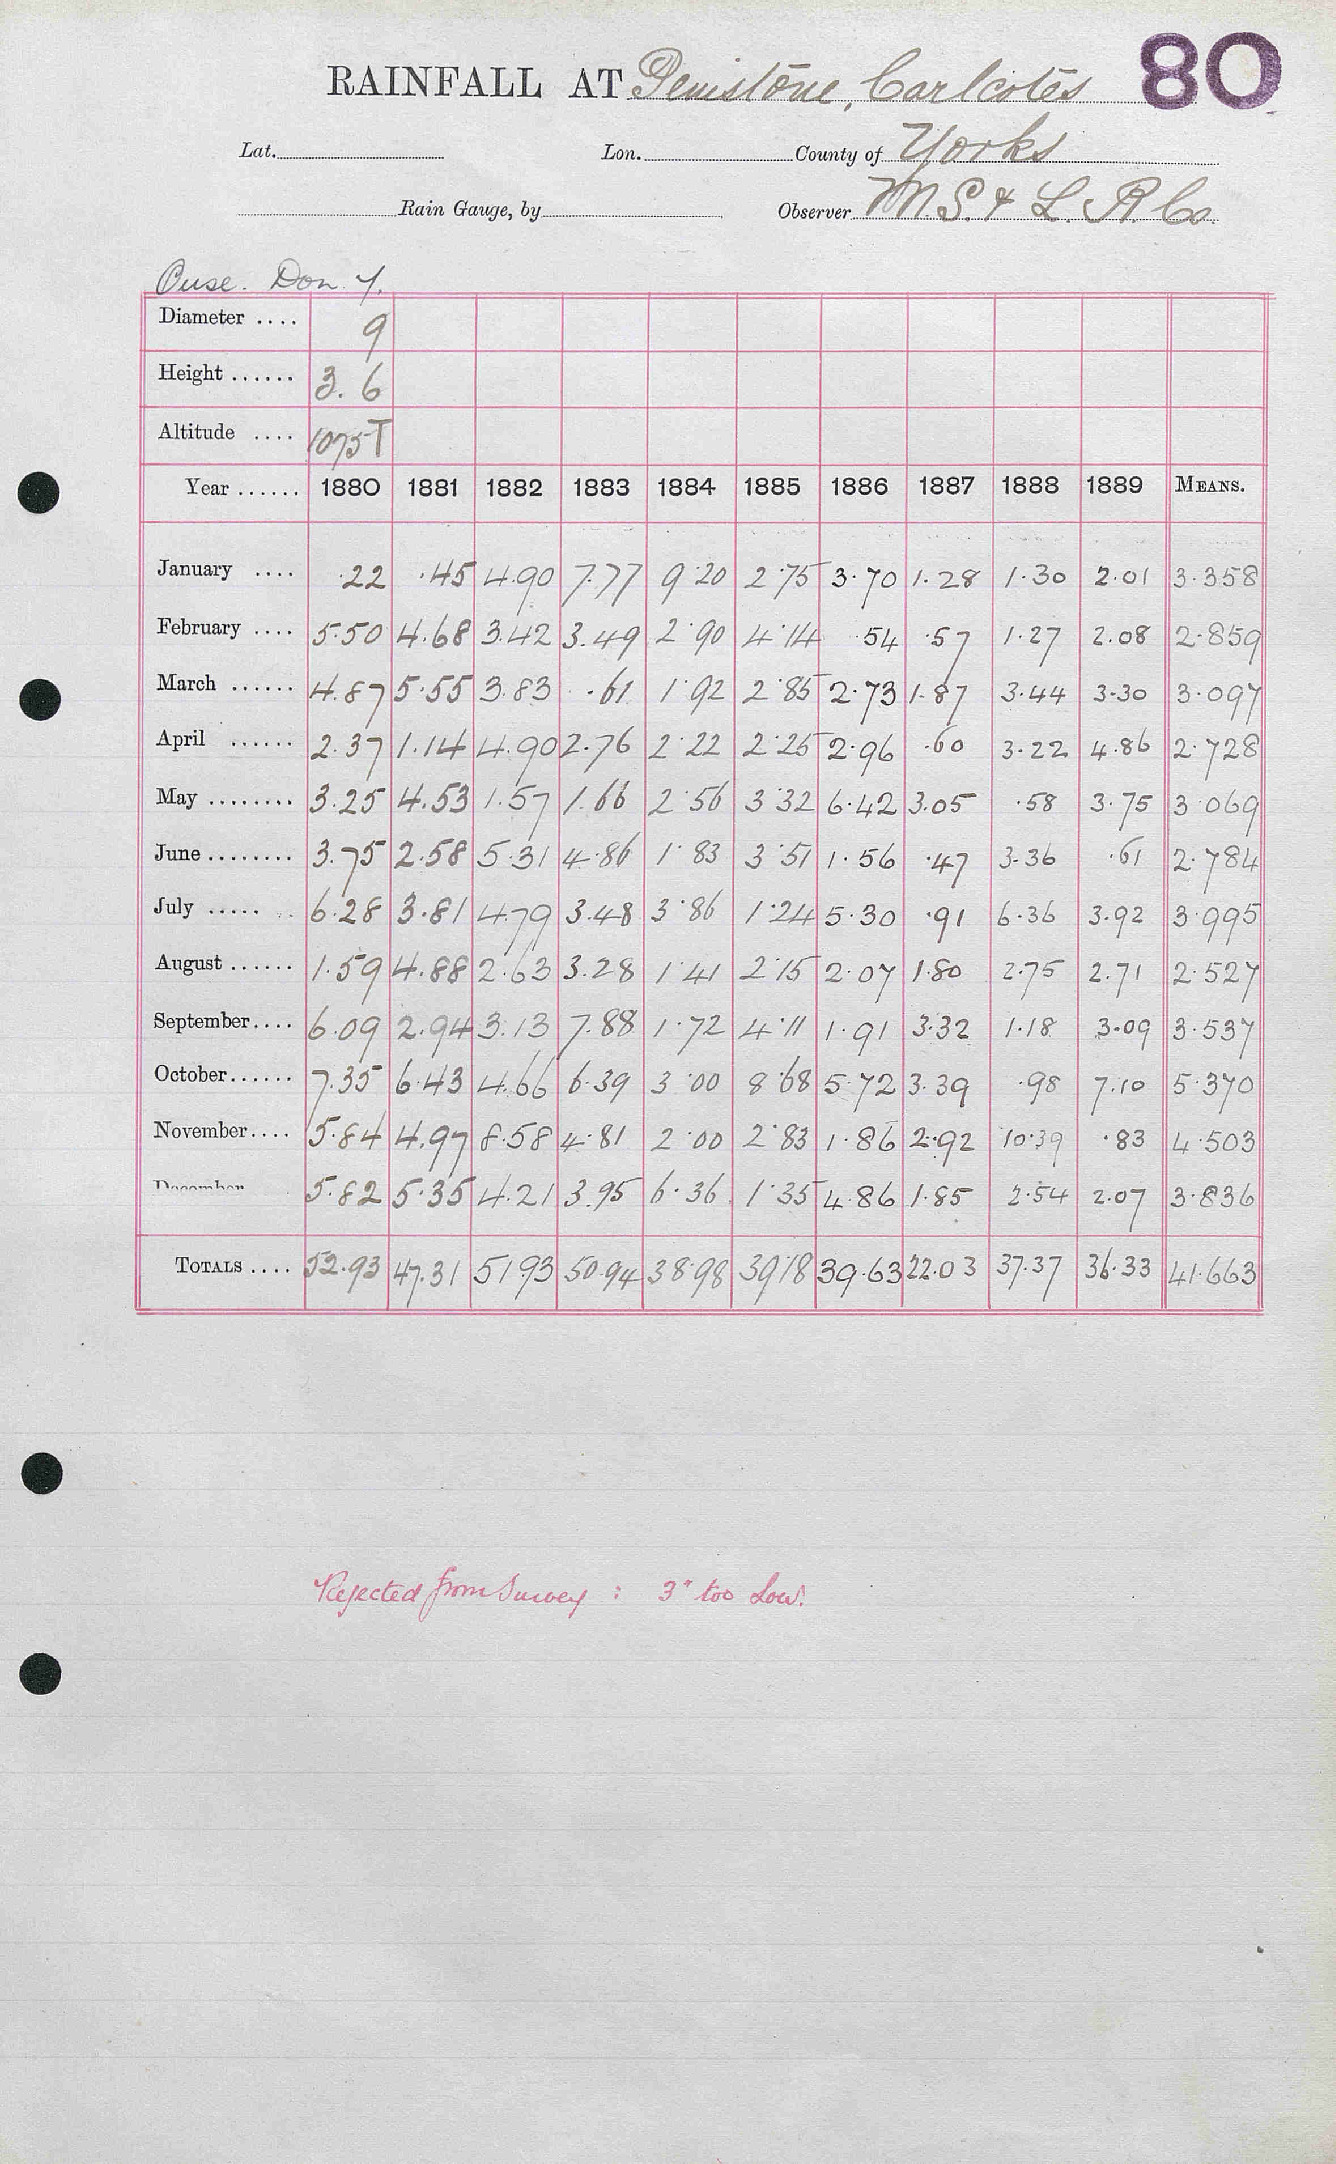 80
RAINFALL AT Penistone, Carlcotes
Lat. Lon. County of Yorks
Rain Gauge, by Observer M.S. & L. R. Co.
Ouse. Don. 7.
Diameter .... 9
Height ...... 3.6
Altitude .... 1075T
Year ...... 1880 1881 1882 1883 1884 1885 1886 1887 1888 1889 MEANS.
January .... .22 .45 4.90 7.77 9.20 2.75 3.70 1.28 1.30 2.01 3.358
February .... 5.50 4.68 3.42 3.49 2.90 4.14 .54 .57 1.27 2.08 2.859
March ...... 4.87 5.55 3.83 .61 1.92 2.85 2.73 1.87 3.44 3.30 3.097
April ...... 2.37 1.14 4.90 2.76 2.22 2.25 2.96 .60 3.22 4.86 2.728
May ........ 3.25 4.53 1.57 1.66 2.56 3.32 6.42 3.05 .58 3.75 3.069
June ........ 3.75 2.58 5.31 4.86 1.83 3.51 1.56 .47 3.36 .61 2.784
July ..... .. 6.28 3.81 4.79 3.48 3.86 1.24 5.30 .91 6.36 3.92 3.995
August ...... 1.59 4.88 2.63 3.28 1.41 2.15 2.07 1.80 2.75 2.71 2.527
September.... 6.09 2.94 3.13 7.88 1.72 4.11 1.91 3.32 1.18 3.09 3.537
October...... 7.35 6.43 4.66 6.39 3.00 8.68 5.72 3.39 .98 7.10 5.370
November.... 5.84 4.97 8.58 4.81 2.00 2.83 1.86 2.92 10.39 .83 4.503
December 5.82 5.35 4.21 3.95 6.36 1.35 4.86 1.85 2.54 2.07 3.836
TOTALS .... 52.93 47.31 51.93 50.94 38.98 39.18 39.63 22.03 37.37 36.33 41.663
Rejected from Survey : 3" too Low.